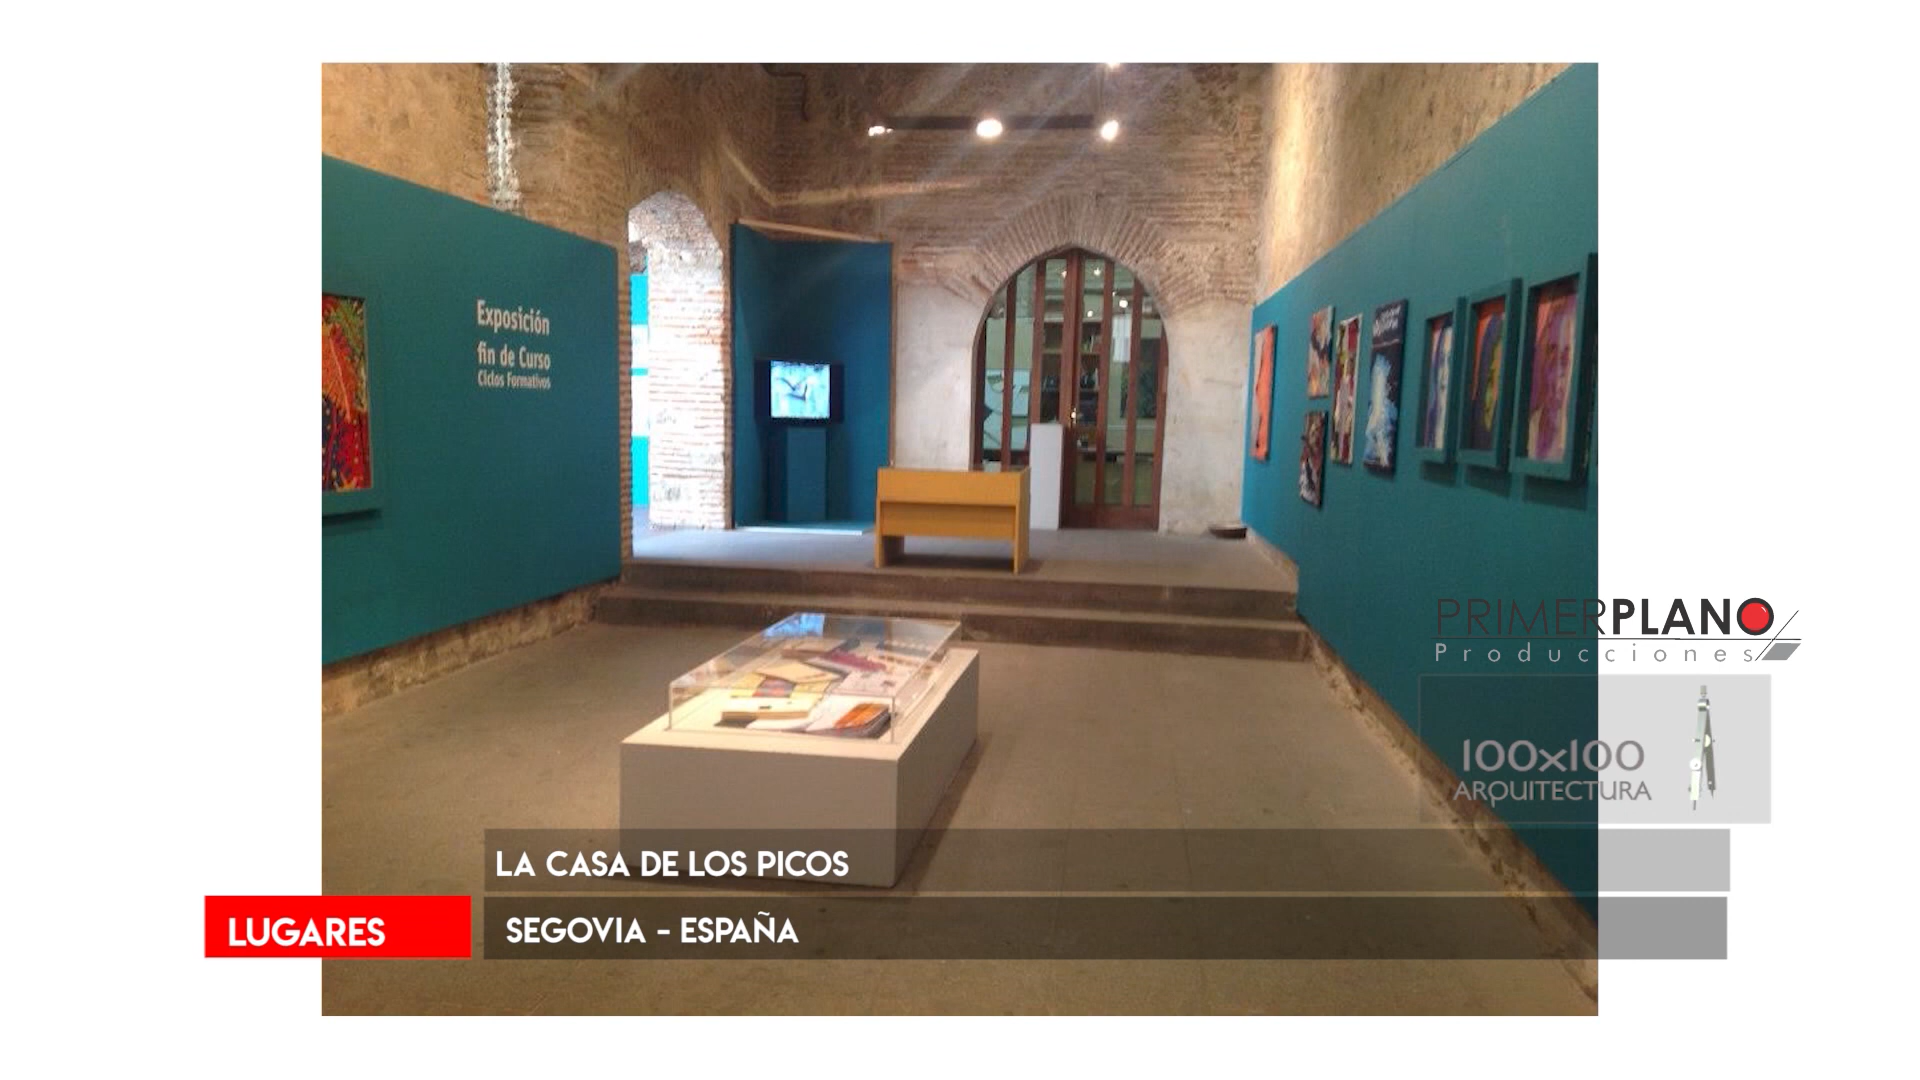 Exposición
fin de Curso
Ciclos Formativos
PRIMERPLANO
Producciones
100x100
ARQUITECTURA
LA CASA DE LOS PICOS
LUGARES
SEGOVIA - ESPAÑA